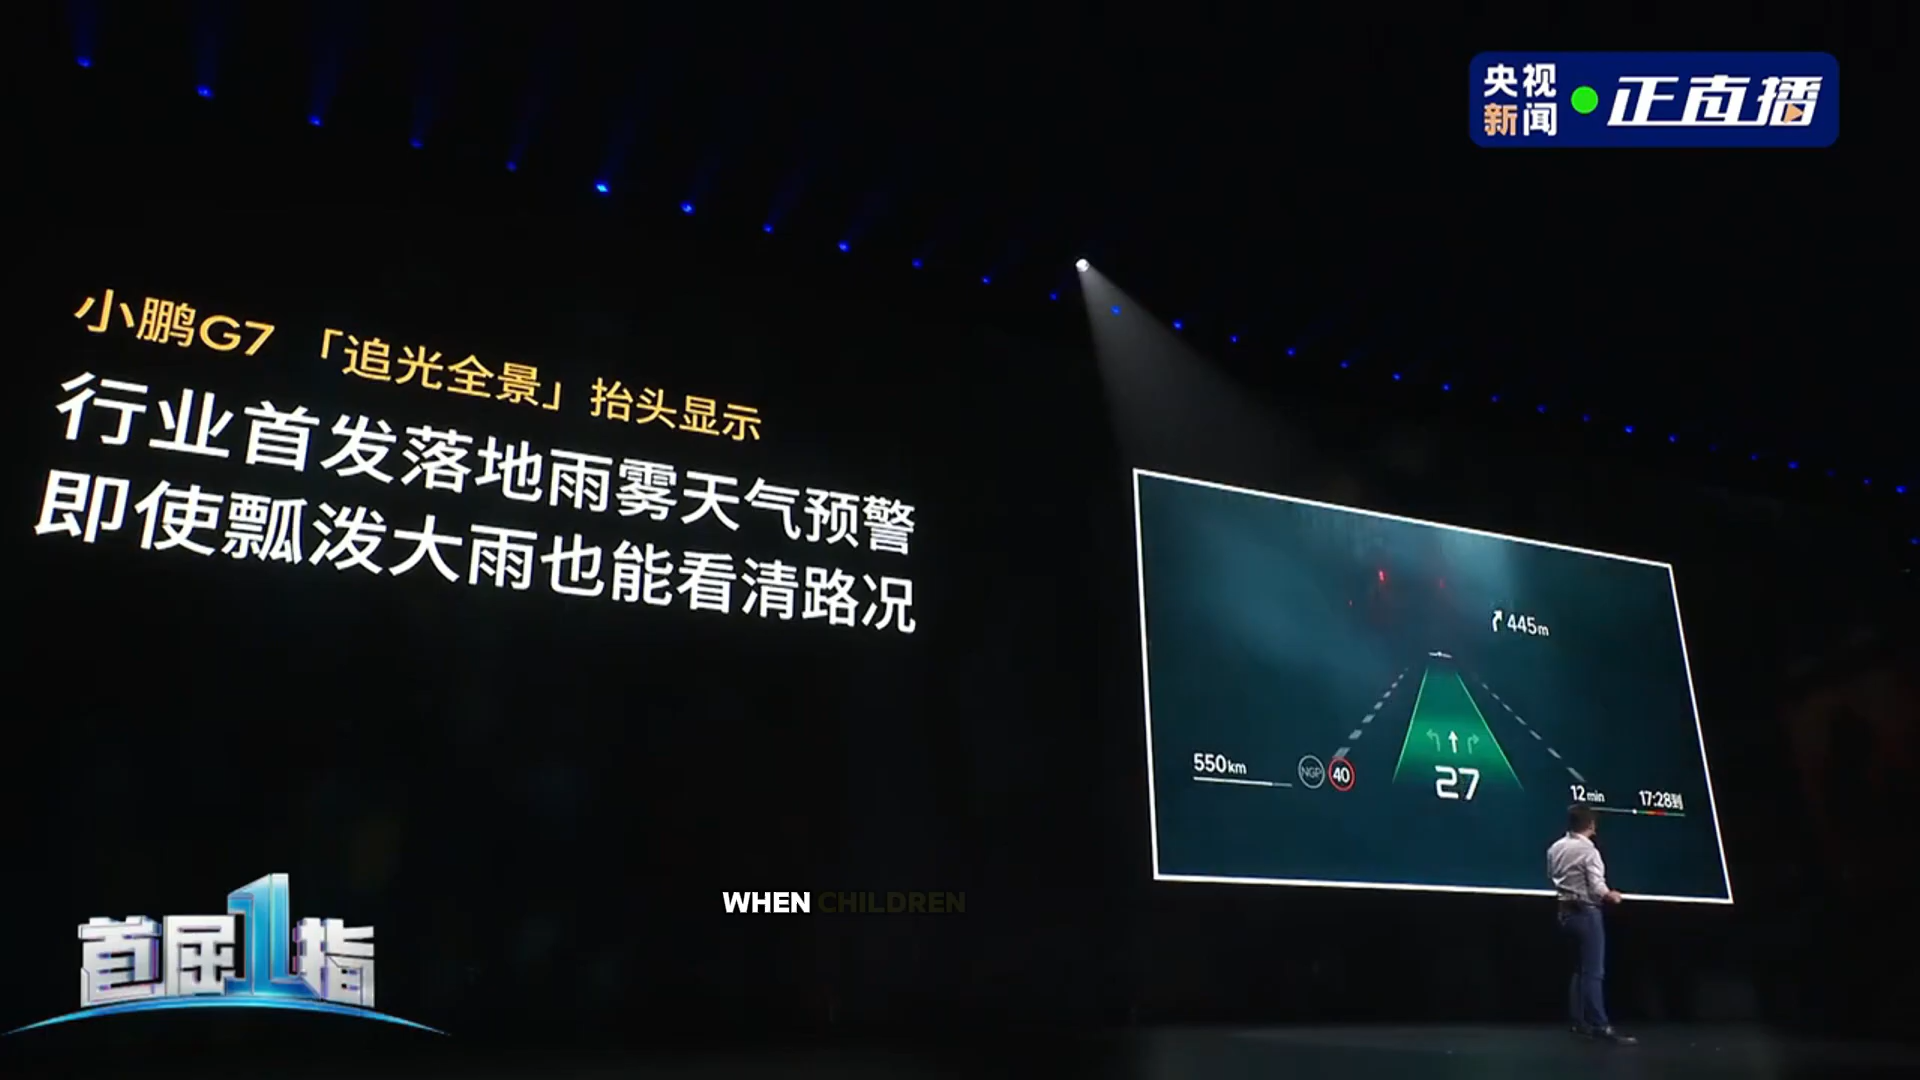 央视
新闻
正直播
小鹏G7 「追光全景」抬头显示
行业首发落地雨雾天气预警
即使瓢泼大雨也能看清路况
445m
550km
NGP
40
27
12min
17:28到
WHEN CHILDREN
首屈1指